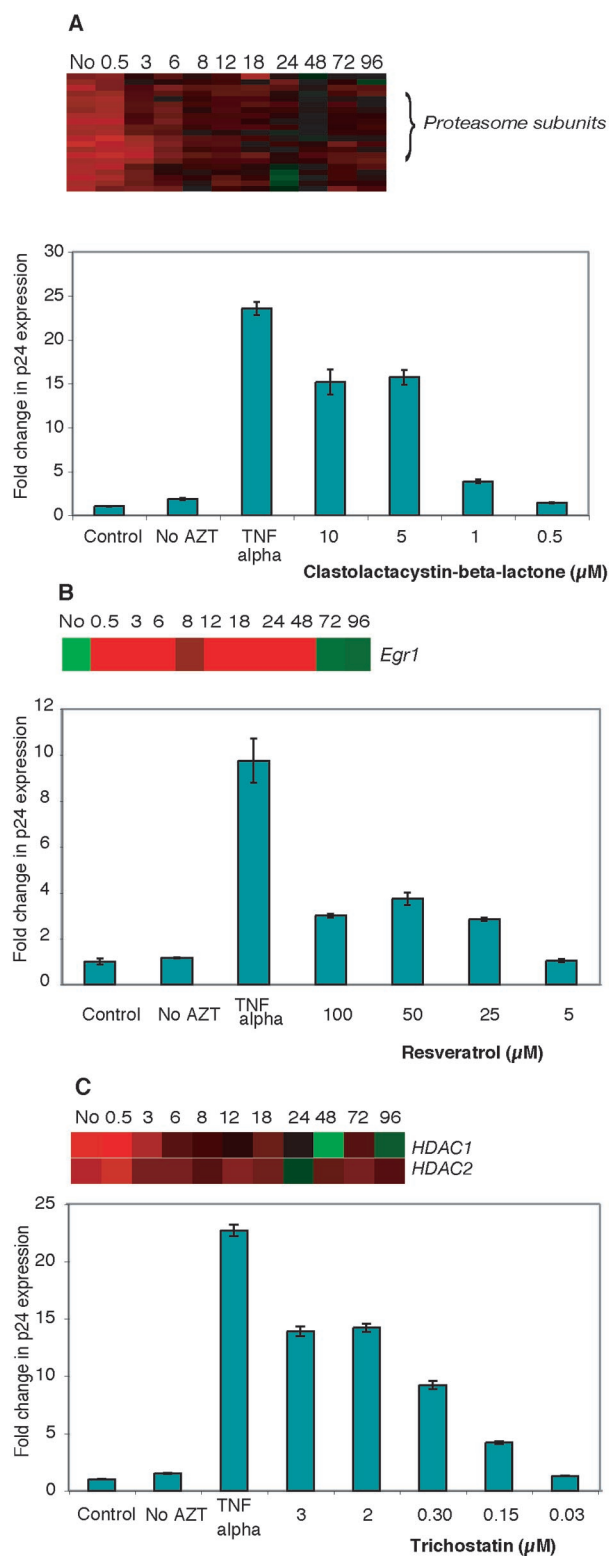 A
No 0.5 3 6 8 12 18 24 48 72 96
Proteasome subunits
Fold change in p24 expression
30
25
20
15
10
5
0
Control No AZT TNF alpha 10 5 1 0.5
Clastolactacystin-beta-lactone (µM)
B
No 0.5 3 6 8 12 18 24 48 72 96
Egr1
Fold change in p24 expression
12
10
8
6
4
2
0
Control No AZT TNF alpha 100 50 25 5
Resveratrol (µM)
C
No 0.5 3 6 8 12 18 24 48 72 96
HDAC1
HDAC2
Fold change in p24 expression
25
20
15
10
5
0
Control No AZT TNF alpha 3 2 0.30 0.15 0.03
Trichostatin (µM)